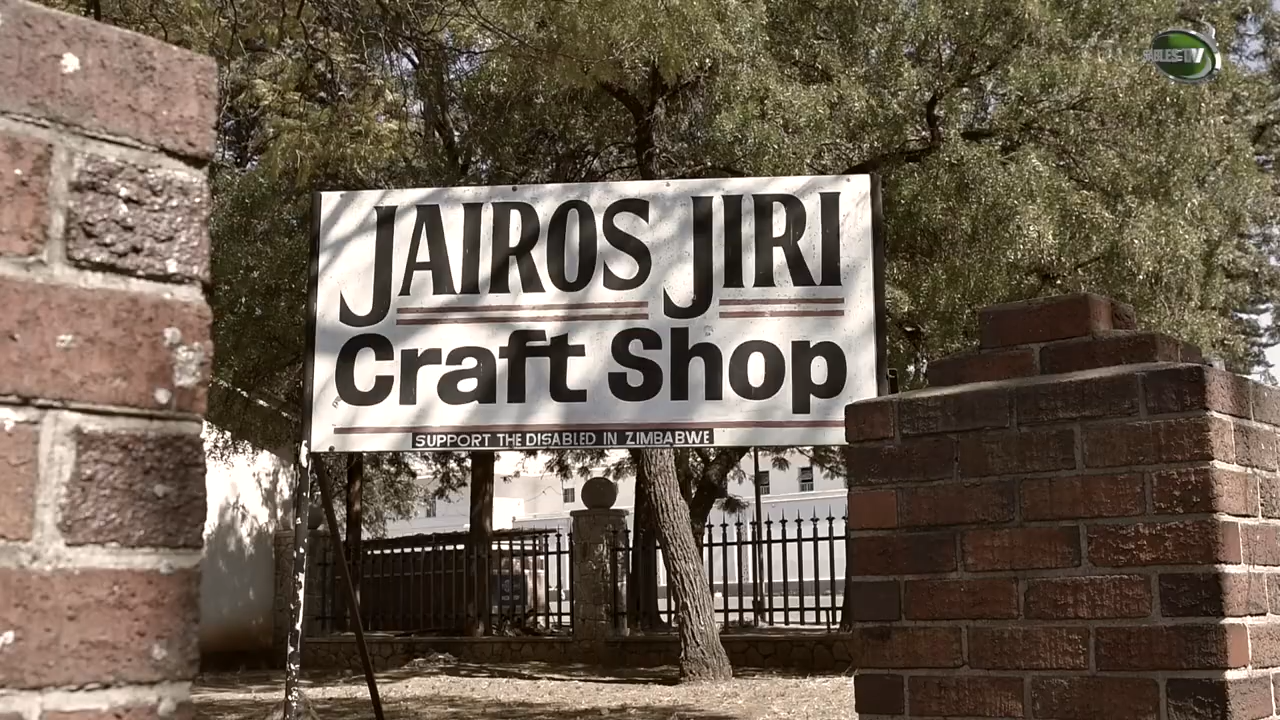 JAIROS JIRI
Craft Shop
SUPPORT THE DISABLED IN ZIMBABWE